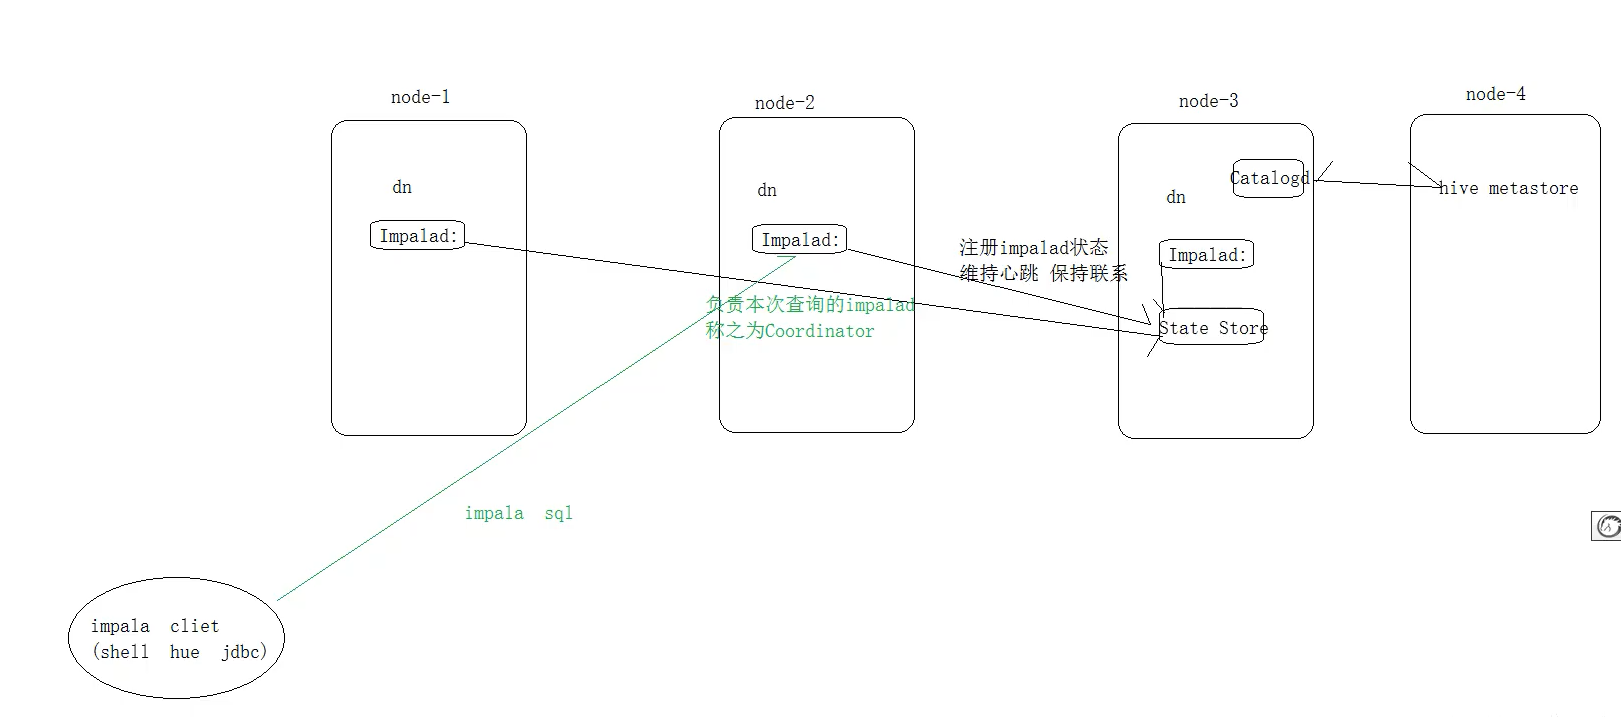 node-1
node-2
node-3
node-4
dn
Impalad:
dn
Impalad:
负责本次查询的impalad
称之为Coordinator
注册impalad状态
维持心跳 保持联系
Catalogd
dn
Impalad:
State Store
hive metastore
impala sql
impala cliet
(shell hue jdbc)